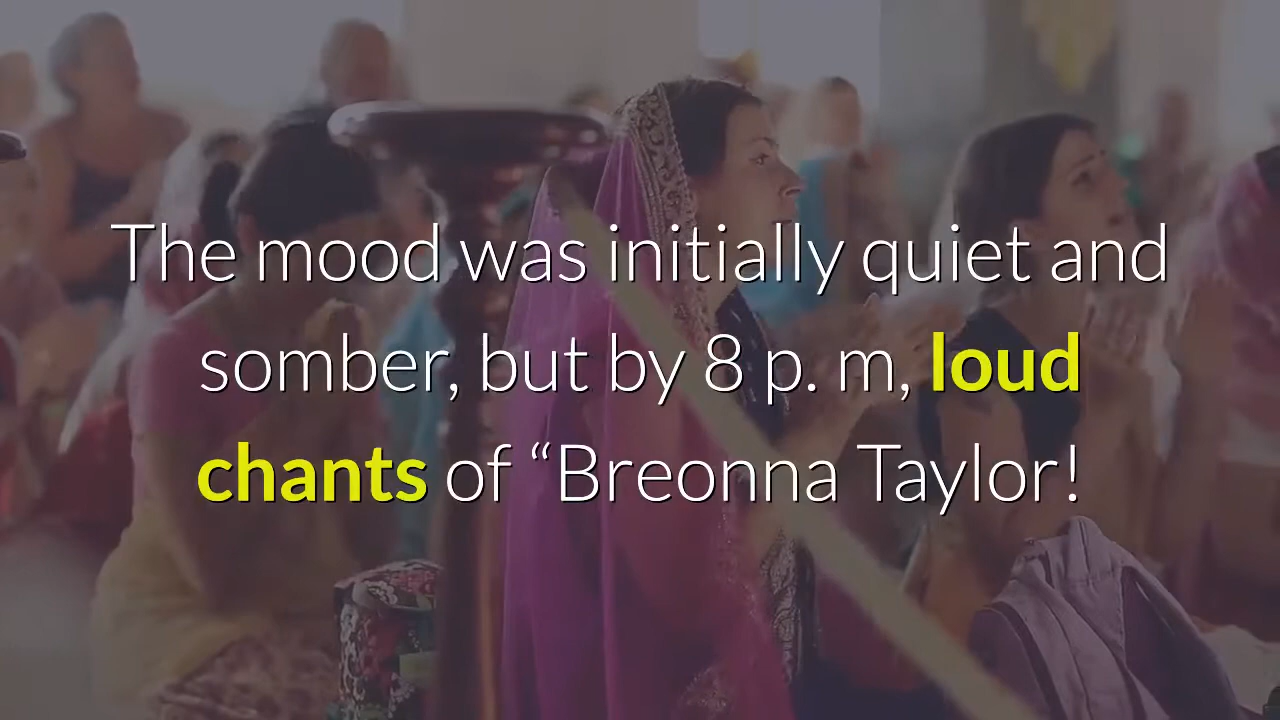 The mood was initially quiet and
somber, but by 8 p. m, loud
chants of “Breonna Taylor!